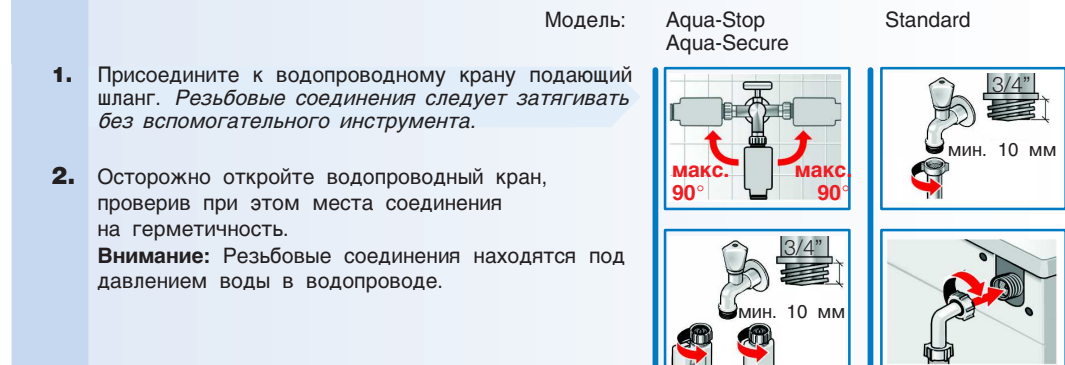 Модель:
Aqua-Stop
Aqua-Secure
Standard
1. Присоедините к водопроводному крану подающий
шланг. Резьбовые соединения следует затягивать
без вспомогательного инструмента.
2. Осторожно откройте водопроводный кран,
проверив при этом места соединения
на герметичность.
Внимание: Резьбовые соединения находятся под
давлением воды в водопроводе.
макс.
90°
макс.
90°
3/4”
мин. 10 мм
3/4”
мин. 10 мм